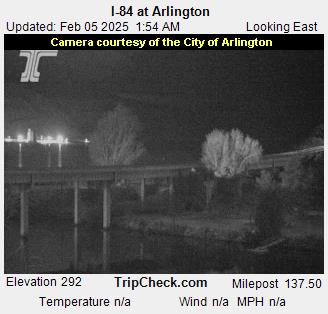 I-84 at Arlington
Updated: Feb 05 2025 1:54 AM Looking East
Camera courtesy of the City of Arlington
Elevation 292 TripCheck.com Milepost 137.50
Temperature n/a Wind n/a MPH n/a